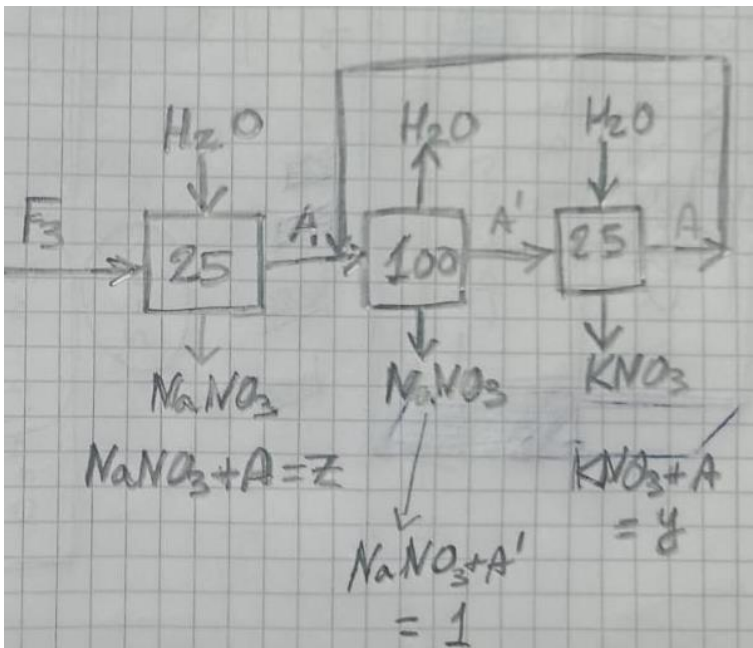 H₂O H₂O H₂O
F₃ 25 A 100 A' 25 A
NaNO₃ NaNO₃ KNO₃
NaNO₃+A=Z KNO₃+A
= y
NaNO₃+A'
= 1